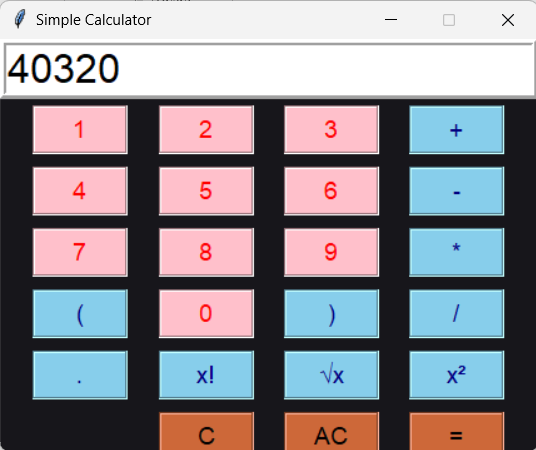 Simple Calculator
40320
1 2 3 +
4 5 6 -
7 8 9 *
( 0 ) /
. x! √x x²
C AC =